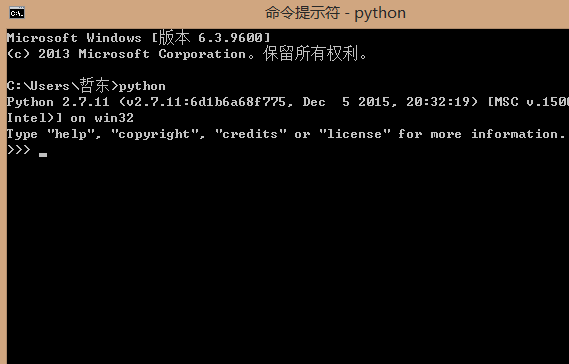 命令提示符 - python
Microsoft Windows [版本 6.3.9600]
(c) 2013 Microsoft Corporation。保留所有权利。
C:\Users\哲东>python
Python 2.7.11 (v2.7.11:6d1b6a68f775, Dec  5 2015, 20:32:19) [MSC v.1500
Intel)] on win32
Type "help", "copyright", "credits" or "license" for more information.
>>>